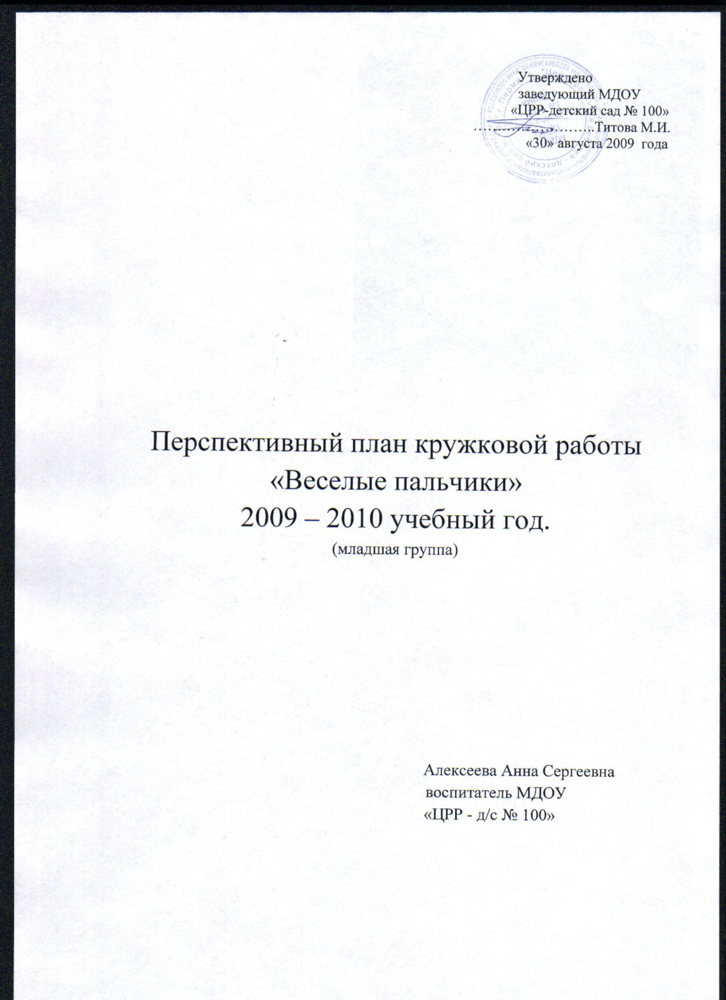 Утверждено
заведующий МДОУ
«ЦРР-детский сад № 100»
………………………..Титова М.И.
«30» августа 2009 года
Перспективный план кружковой работы
«Веселые пальчики»
2009 – 2010 учебный год.
(младшая группа)
Алексеева Анна Сергеевна
воспитатель МДОУ
«ЦРР - д/с № 100»